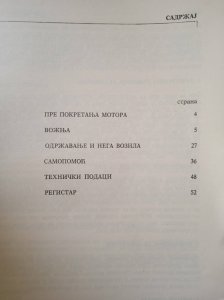 САДРЖАЈ
страна
ПРЕ ПОКРЕТАЊА МОТОРА 4
ВОЖЊА 5
ОДРЖАВАЊЕ И НЕГА ВОЗИЛА 27
САМОПОМОЋ 36
ТЕХНИЧКИ ПОДАЦИ 48
РЕГИСТАР 52